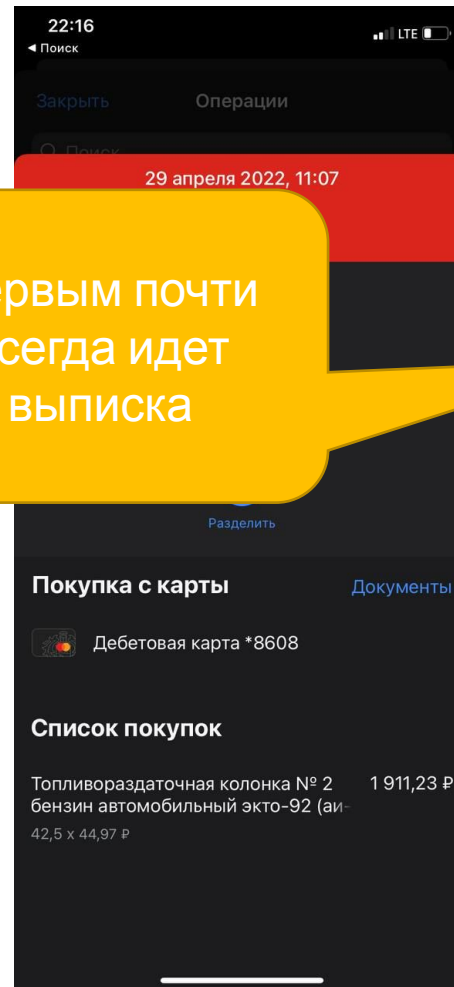 22:16
LTE
◀ Поиск
Закрыть
Операции
Поиск
29 апреля 2022, 11:07
ервым почти
сегда идет
выписка
Разделить
Покупка с карты
Документы
Дебетовая карта *8608
Список покупок
Топливораздаточная колонка № 2
1 911,23 ₽
бензин автомобильный экто-92 (аи-
42,5 x 44,97 ₽